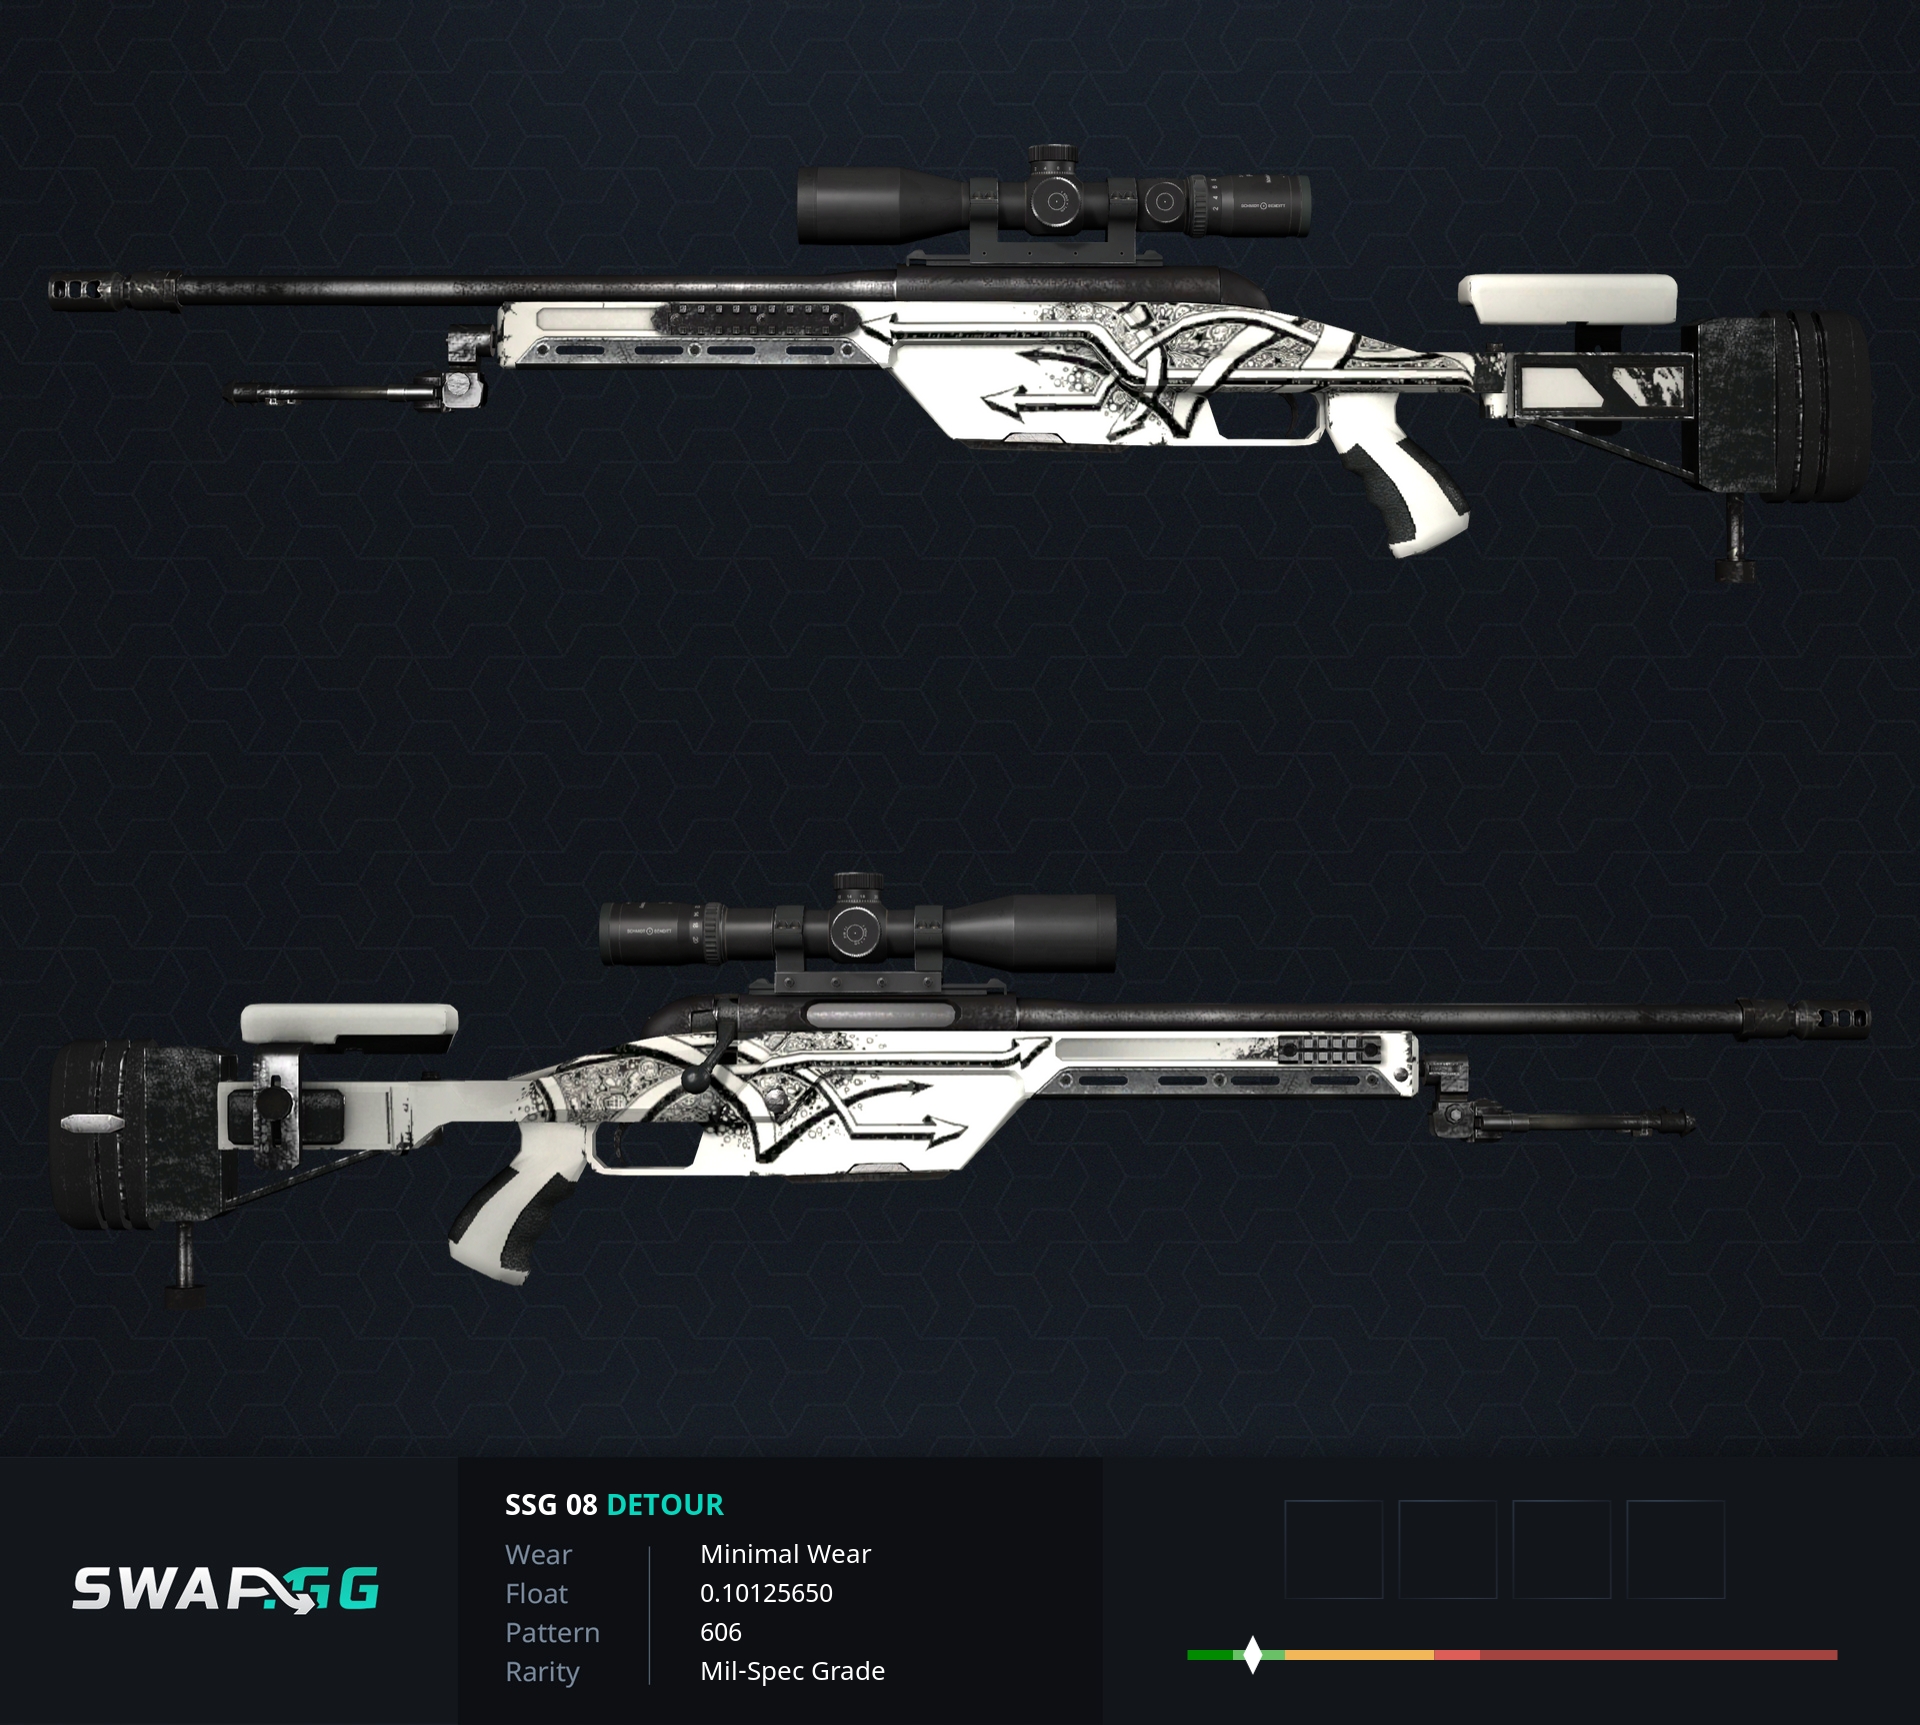 SWAP.GG
SSG 08 DETOUR
Wear Minimal Wear
Float 0.10125650
Pattern 606
Rarity Mil-Spec Grade